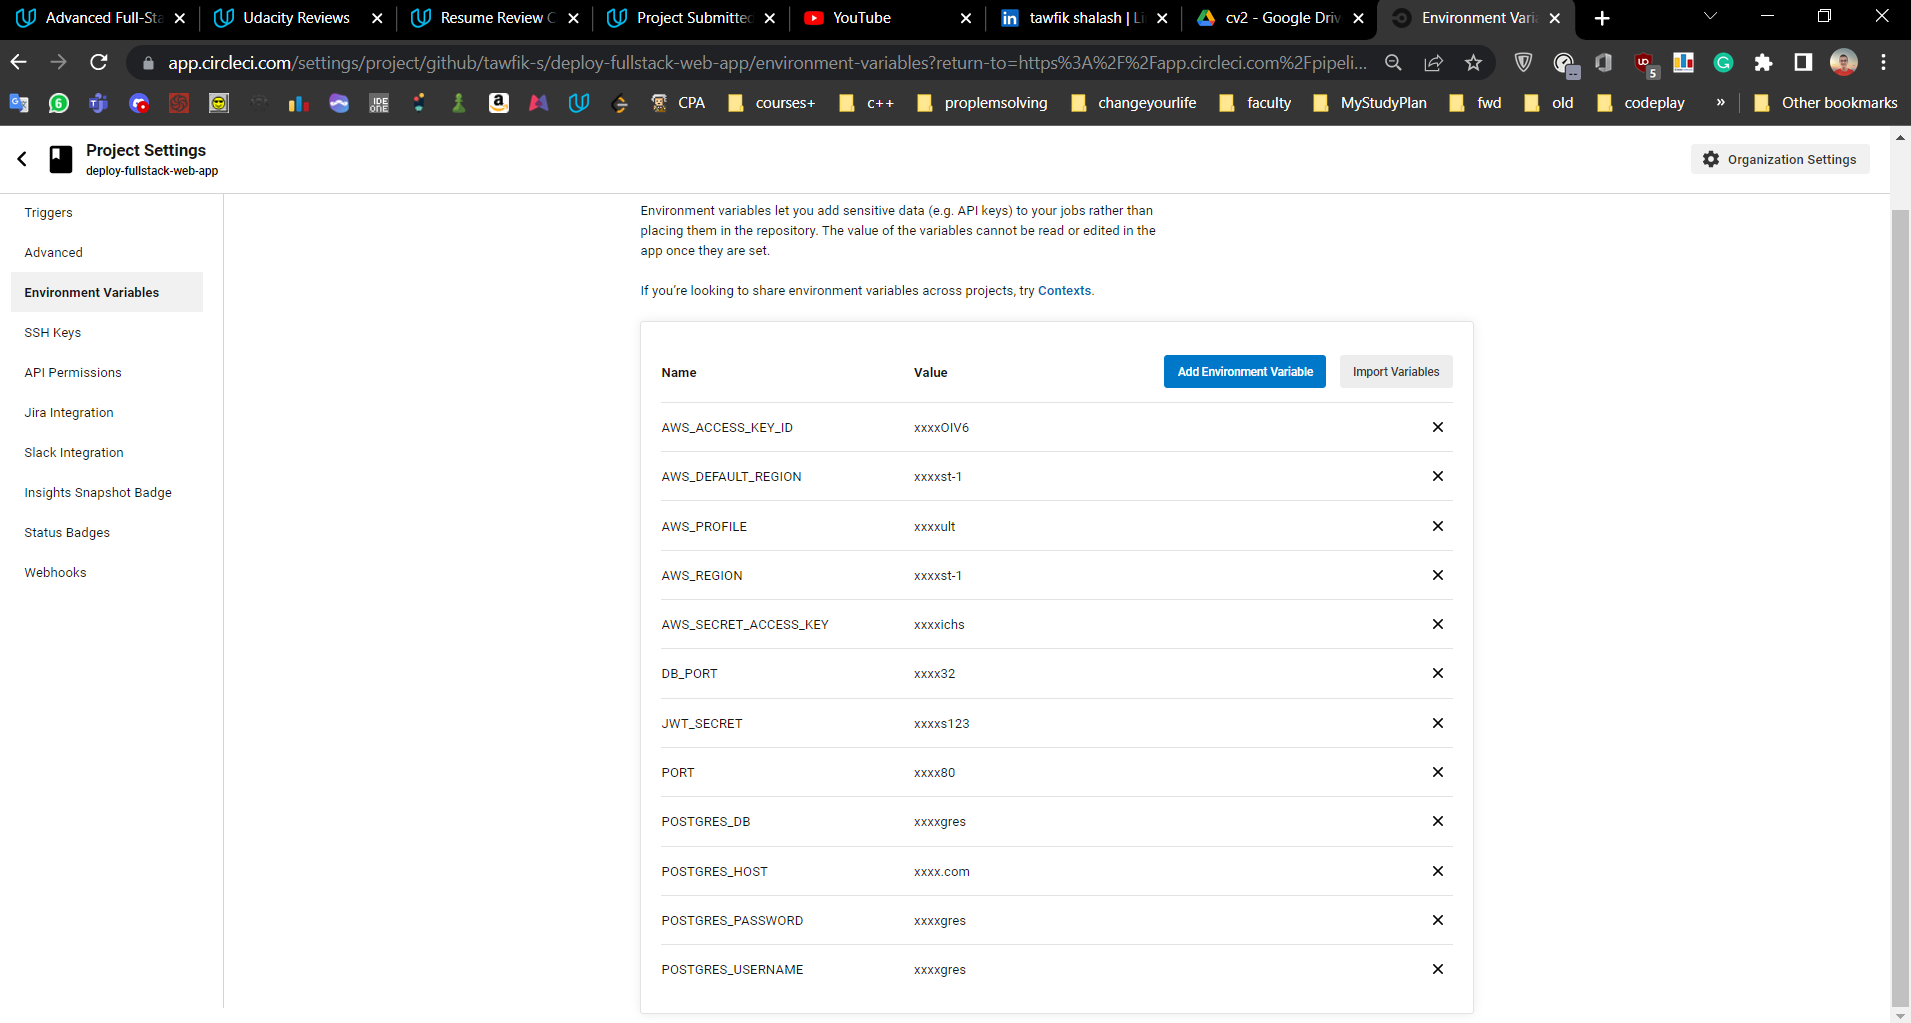 Advanced Full-Sta
Udacity Reviews
Resume Review C
Project Submitted
YouTube
tawfik shalash | Li
cv2 - Google Driv
Environment Varia
app.circleci.com/settings/project/github/tawfik-s/deploy-fullstack-web-app/environment-variables?return-to=https%3A%2F%2Fapp.circleci.com%2Fpipeli...
CPA
courses+
c++
proplemsolving
changeyourlife
faculty
MyStudyPlan
fwd
old
codeplay
»
Other bookmarks
Project Settings
deploy-fullstack-web-app
Organization Settings
Triggers
Advanced
Environment Variables
SSH Keys
API Permissions
Jira Integration
Slack Integration
Insights Snapshot Badge
Status Badges
Webhooks
Environment variables let you add sensitive data (e.g. API keys) to your jobs rather than
placing them in the repository. The value of the variables cannot be read or edited in the
app once they are set.
If you're looking to share environment variables across projects, try Contexts.
Name Value Add Environment Variable Import Variables
AWS_ACCESS_KEY_ID xxxxOIV6
AWS_DEFAULT_REGION xxxxst-1
AWS_PROFILE xxxxult
AWS_REGION xxxxst-1
AWS_SECRET_ACCESS_KEY xxxxichs
DB_PORT xxxx32
JWT_SECRET xxxxs123
PORT xxxx80
POSTGRES_DB xxxxgres
POSTGRES_HOST xxxx.com
POSTGRES_PASSWORD xxxxgres
POSTGRES_USERNAME xxxxgres